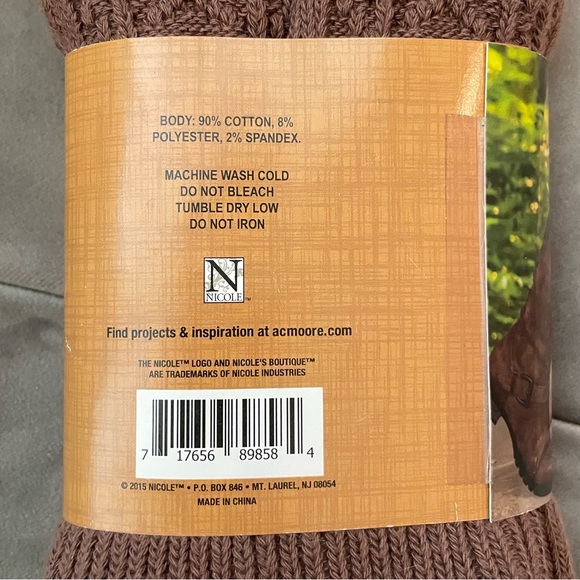 BODY: 90% COTTON, 8%
POLYESTER, 2% SPANDEX.
MACHINE WASH COLD
DO NOT BLEACH
TUMBLE DRY LOW
DO NOT IRON
N
NICOLE™
Find projects & inspiration at acmoore.com
THE NICOLE™ LOGO AND NICOLE'S BOUTIQUE™
ARE TRADEMARKS OF NICOLE INDUSTRIES
7 17656 89858 4
© 2015 NICOLE™ • P.O. BOX 846 • MT. LAUREL, NJ 08054
MADE IN CHINA